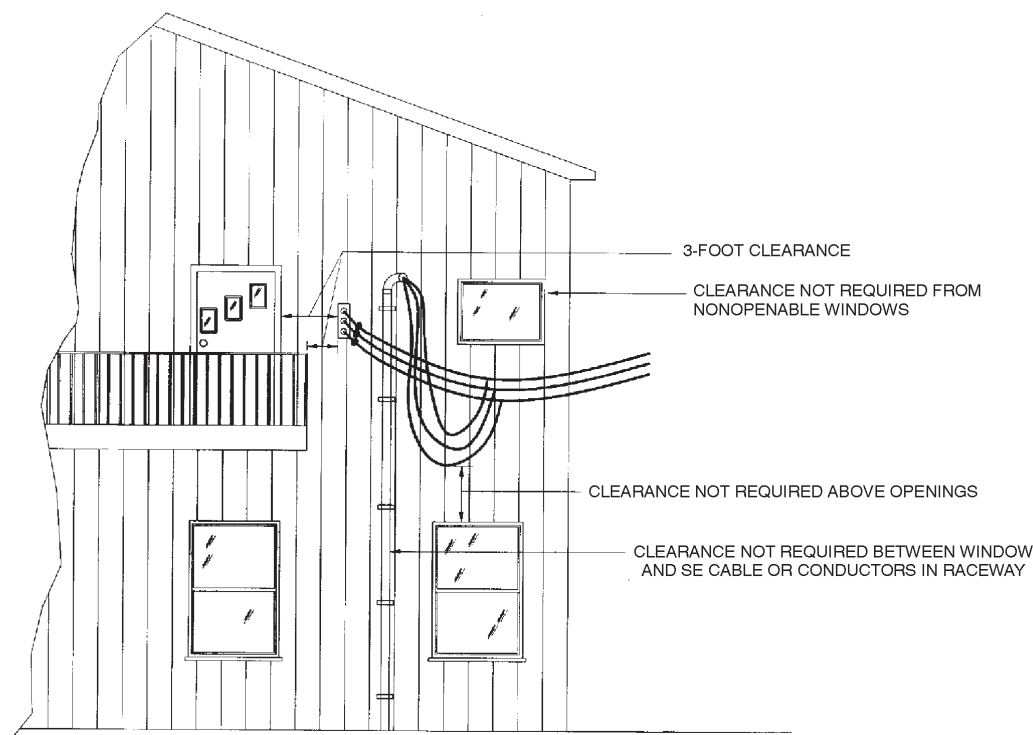 3-FOOT CLEARANCE
CLEARANCE NOT REQUIRED FROM
NONOPENABLE WINDOWS
CLEARANCE NOT REQUIRED ABOVE OPENINGS
CLEARANCE NOT REQUIRED BETWEEN WINDOW
AND SE CABLE OR CONDUCTORS IN RACEWAY